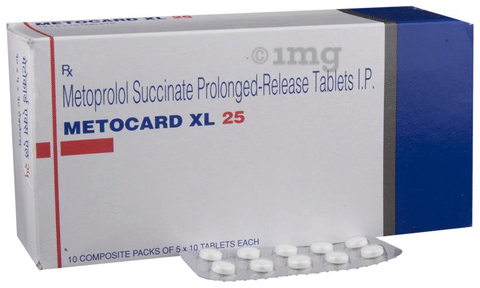 ©1mg
Rx
Metoprolol Succinate Prolonged-Release Tablets I.P.
METOCARD XL 25
10 COMPOSITE PACKS OF 5 x 10 TABLETS EACH